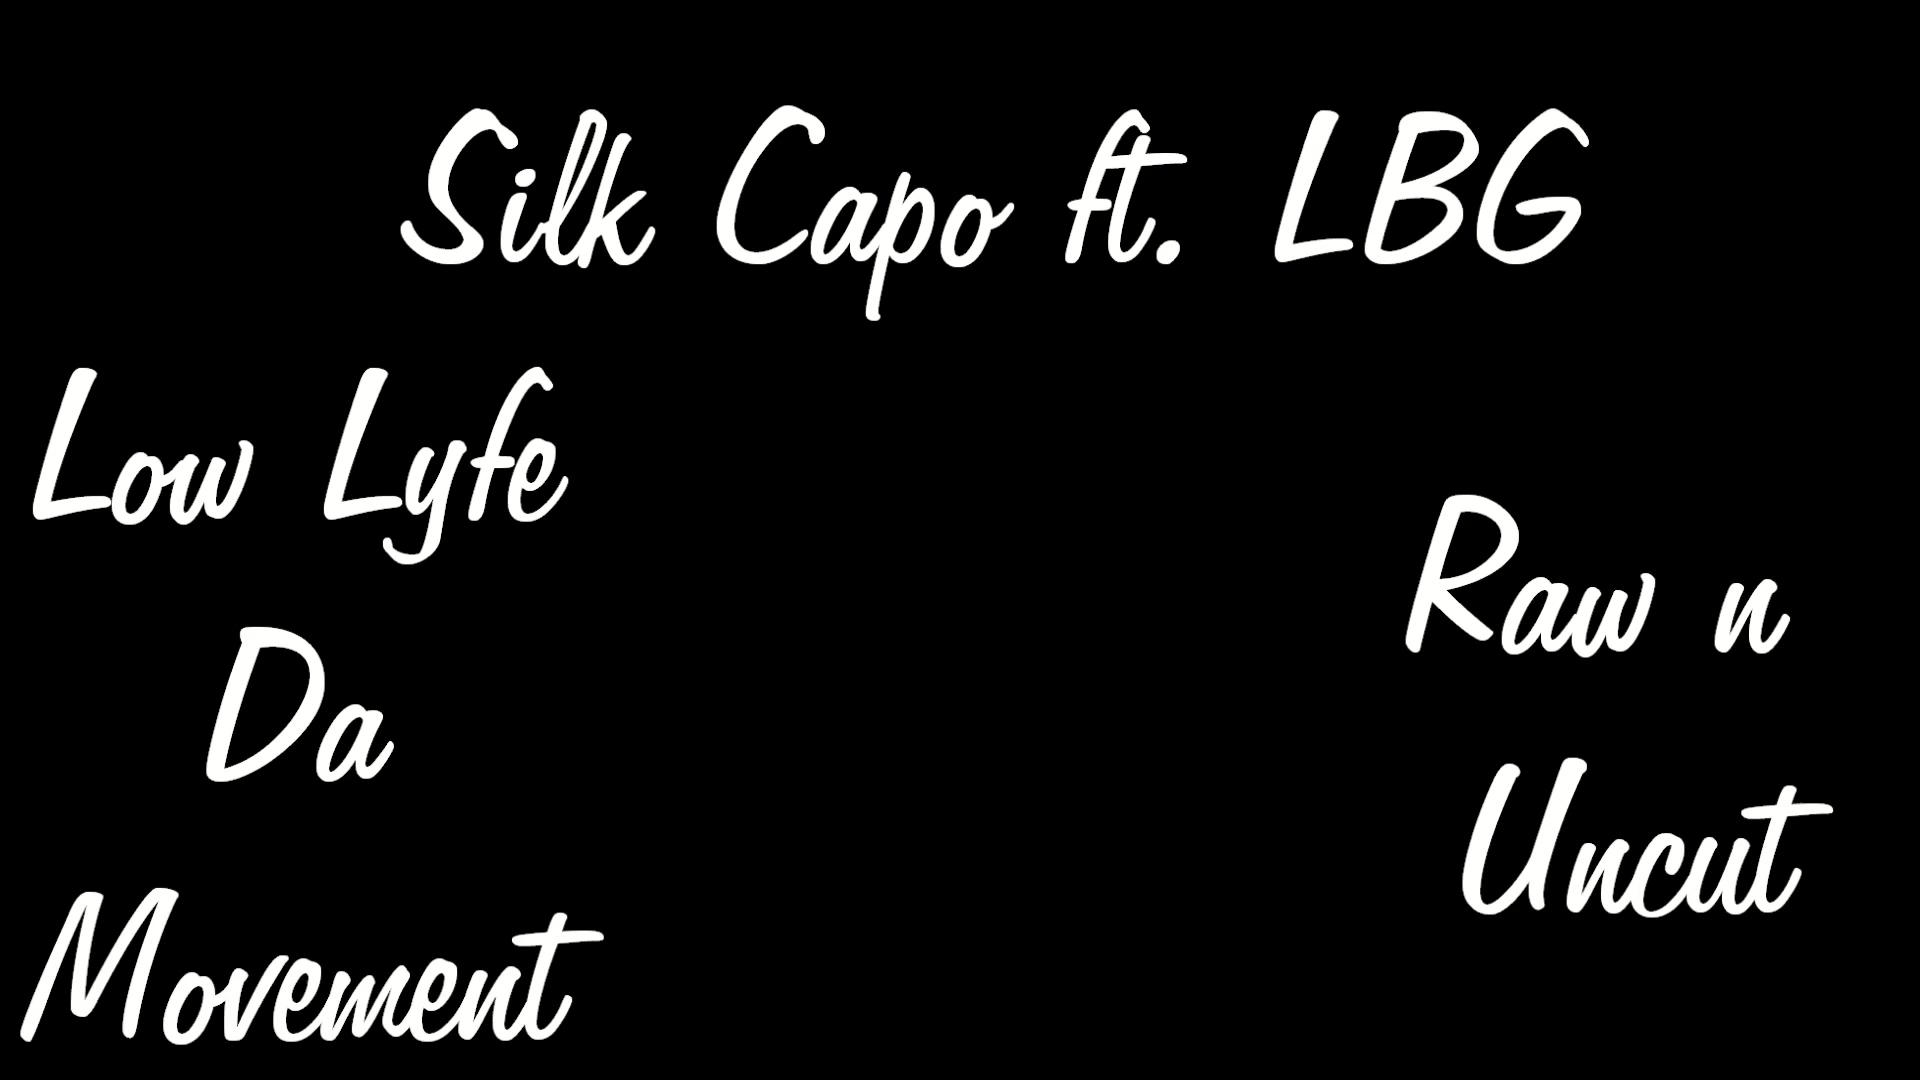 Silk Capo ft. LBG
Low Lyfe
Da
Movement
Raw n
Uncut